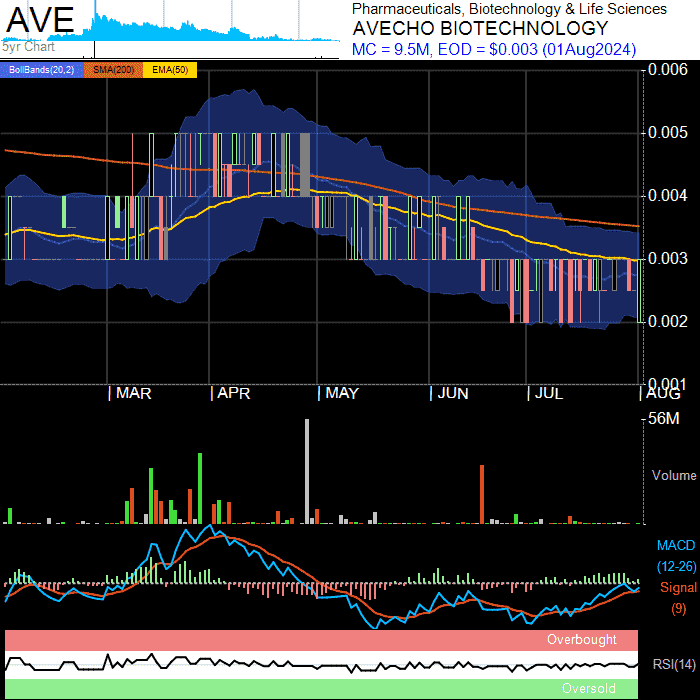 AVE
5yr Chart
Pharmaceuticals, Biotechnology & Life Sciences
AVECHO BIOTECHNOLOGY
MC = 9.5M, EOD = $0.003 (01Aug2024)
BollBands(20,2) SMA(200) EMA(50)
0.006
0.005
0.004
0.003
0.002
0.001
MAR APR MAY JUN JUL AUG
56M
Volume
MACD
(12-26)
Signal
(9)
Overbought
RSI(14)
Oversold